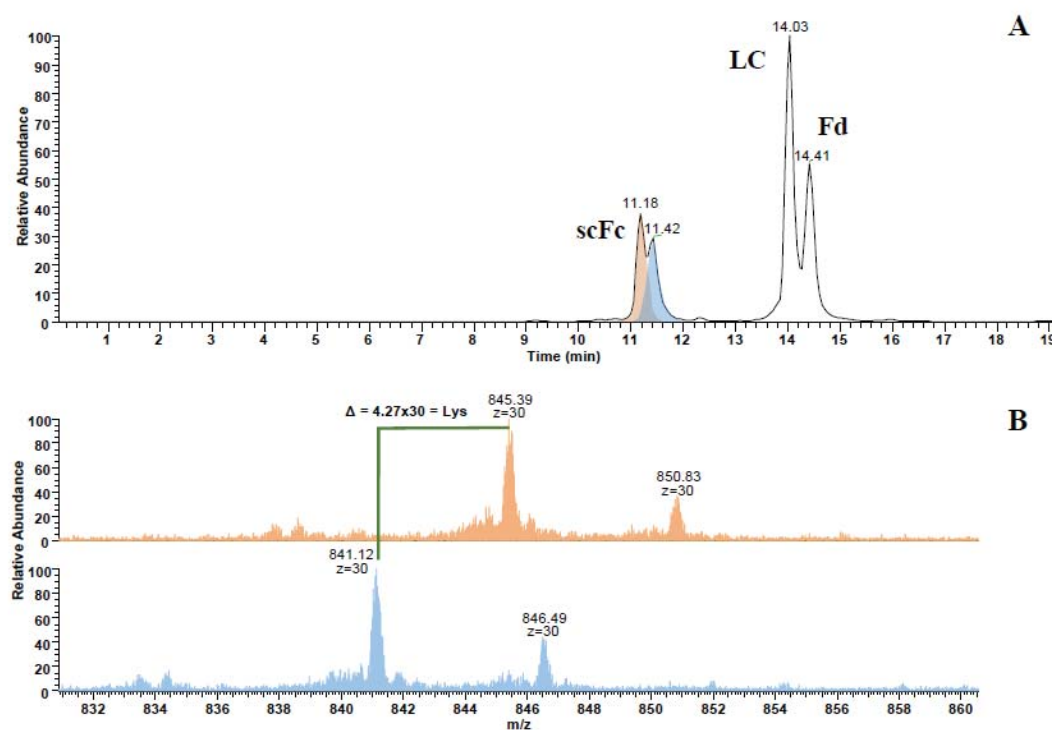 A
Relative Abundance
100
90
80
70
60
50
40
30
20
10
0
14.03
LC
Fd
14.41
11.18
scFc
11.42
1 2 3 4 5 6 7 8 9 10 11 12 13 14 15 16 17 18 19
Time (min)
B
Δ = 4.27x30 = Lys
845.39
z=30
850.83
z=30
Relative Abundance
100
80
60
40
20
0
841.12
z=30
846.49
z=30
Relative Abundance
100
80
60
40
20
0
832 834 836 838 840 842 844 846 848 850 852 854 856 858 860
m/z